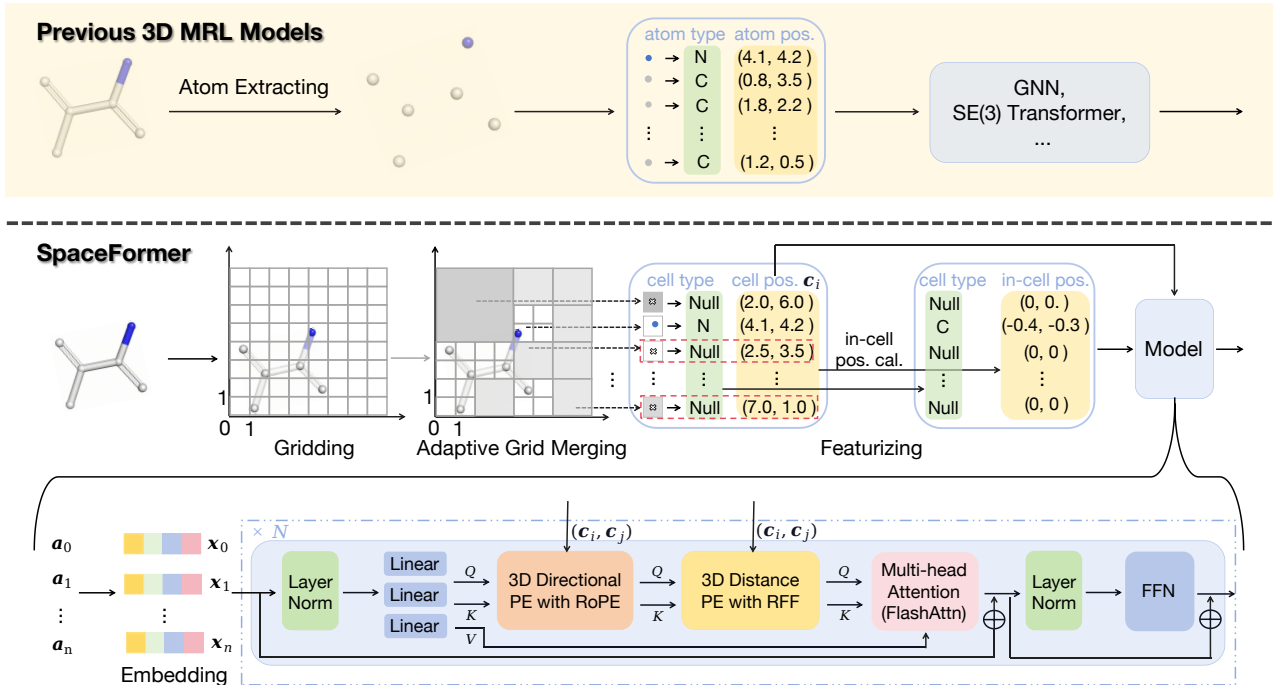 Previous 3D MRL Models
Atom Extracting
atom type atom pos.
N (4.1, 4.2 )
C (0.8, 3.5 )
C (1.8, 2.2 )
⋮ ⋮ ⋮
C (1.2, 0.5 )
GNN,
SE(3) Transformer,
...
SpaceFormer
1
0 1
Gridding
1
0 1
Adaptive Grid Merging
cell type cell pos. c_i
Null (2.0, 6.0 )
N (4.1, 4.2 )
Null (2.5, 3.5 )
⋮ ⋮ ⋮ ⋮
Null (7.0, 1.0 )
in-cell
pos. cal.
Featurizing
cell type in-cell pos.
Null (0, 0. )
C (-0.4, -0.3 )
Null (0, 0 )
⋮ ⋮
Null (0, 0 )
Model
a_0
a_1
⋮
a_n
x_0
x_1
⋮
x_n
Embedding
× N
(c_i, c_j)
(c_i, c_j)
Layer
Norm
Linear
Linear
Linear
Q
K
V
3D Directional
PE with RoPE
Q
K
3D Distance
PE with RFF
Q
K
Multi-head
Attention
(FlashAttn)
Layer
Norm
FFN